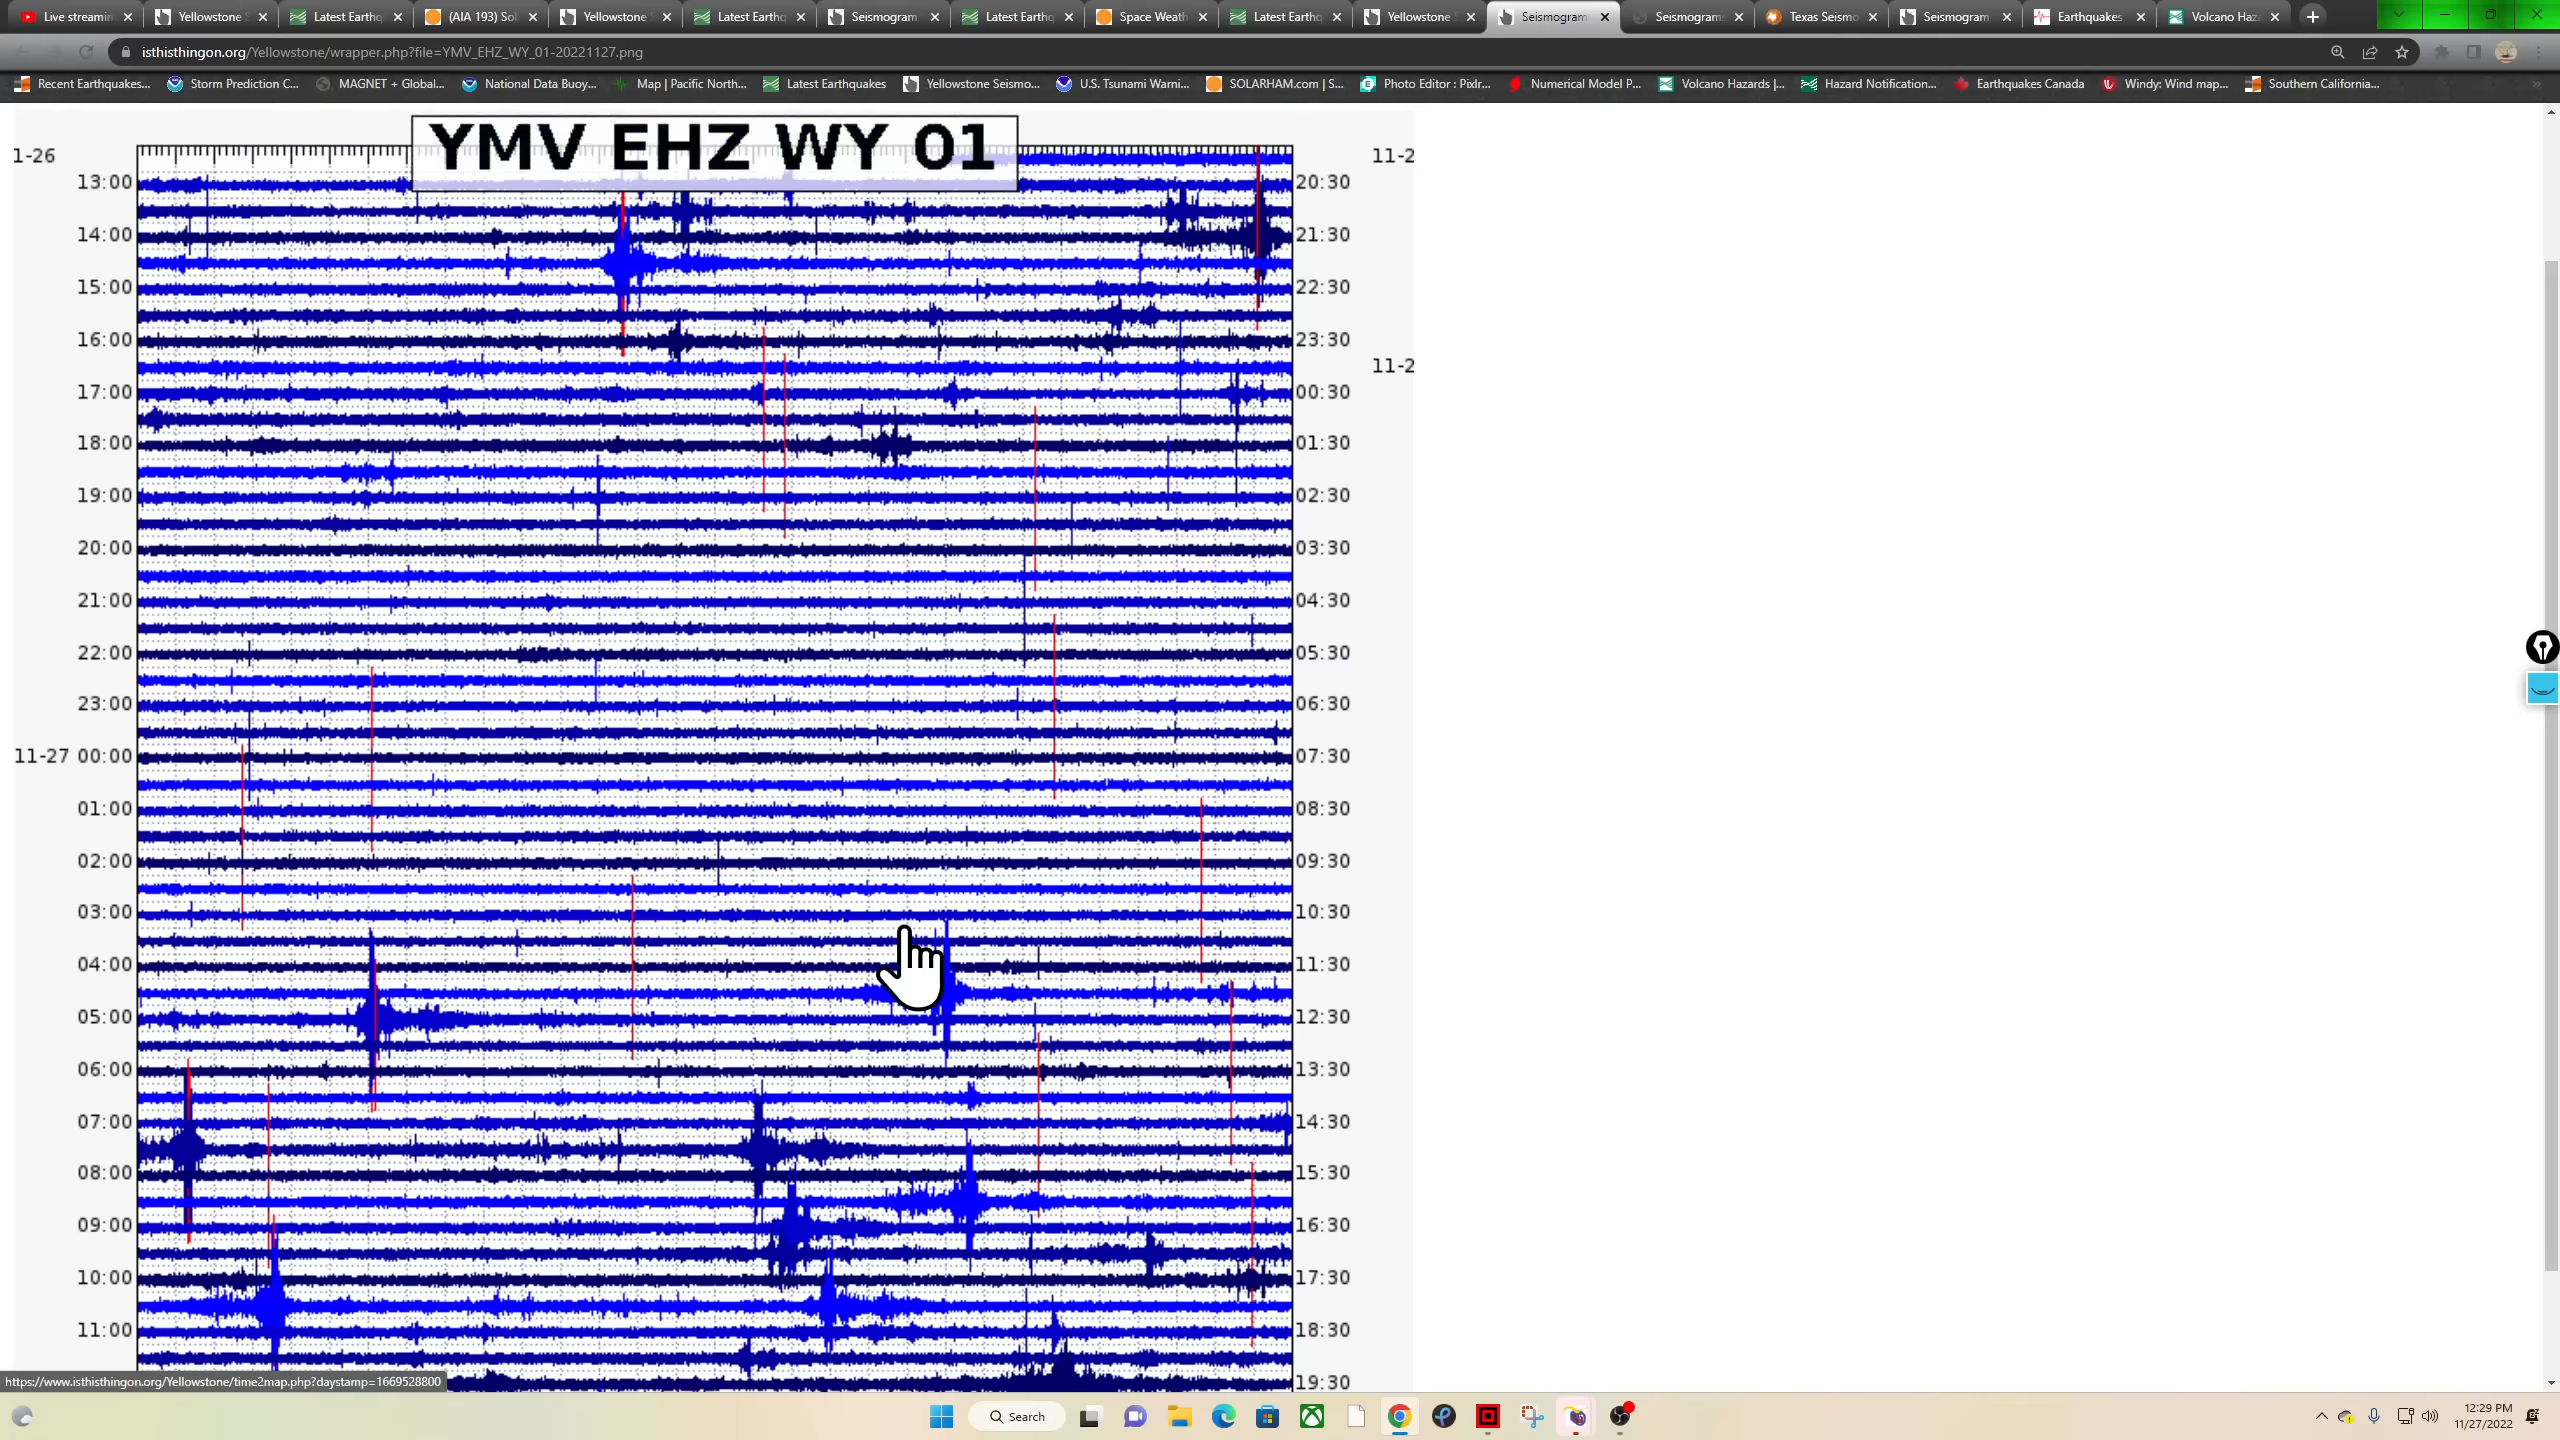 Live streamin
Yellowstone S
Latest Earthq
(AIA 193) Sol
Yellowstone S
Latest Earthq
Seismogram
Latest Earthq
Space Weath
Latest Earthq
Yellowstone
Seismogram
Seismogram
Texas Seismo
Seismogram
Earthquakes
Volcano Haz
isthisthingon.org/Yellowstone/wrapper.php?file=YMV_EHZ_WY_01-20221127.png
Recent Earthquakes...
Storm Prediction C...
MAGNET + Global...
National Data Buoy...
Map | Pacific North...
Latest Earthquakes
Yellowstone Seismo...
U.S. Tsunami Warni...
SOLARHAM.com | S...
Photo Editor : Pixlr...
Numerical Model P...
Volcano Hazards |...
Hazard Notification...
Earthquakes Canada
Windy: Wind map...
Southern California...
YMV EHZ WY 01
1-26
11-2
13:00 20:30
14:00 21:30
15:00 22:30
16:00 23:30
11-2
17:00 00:30
18:00 01:30
19:00 02:30
20:00 03:30
21:00 04:30
22:00 05:30
23:00 06:30
11-27 00:00 07:30
01:00 08:30
02:00 09:30
03:00 10:30
04:00 11:30
05:00 12:30
06:00 13:30
07:00 14:30
08:00 15:30
09:00 16:30
10:00 17:30
11:00 18:30
19:30
https://www.isthisthingon.org/Yellowstone/time2map.php?daystamp=1669528800
Search
12:29 PM
11/27/2022